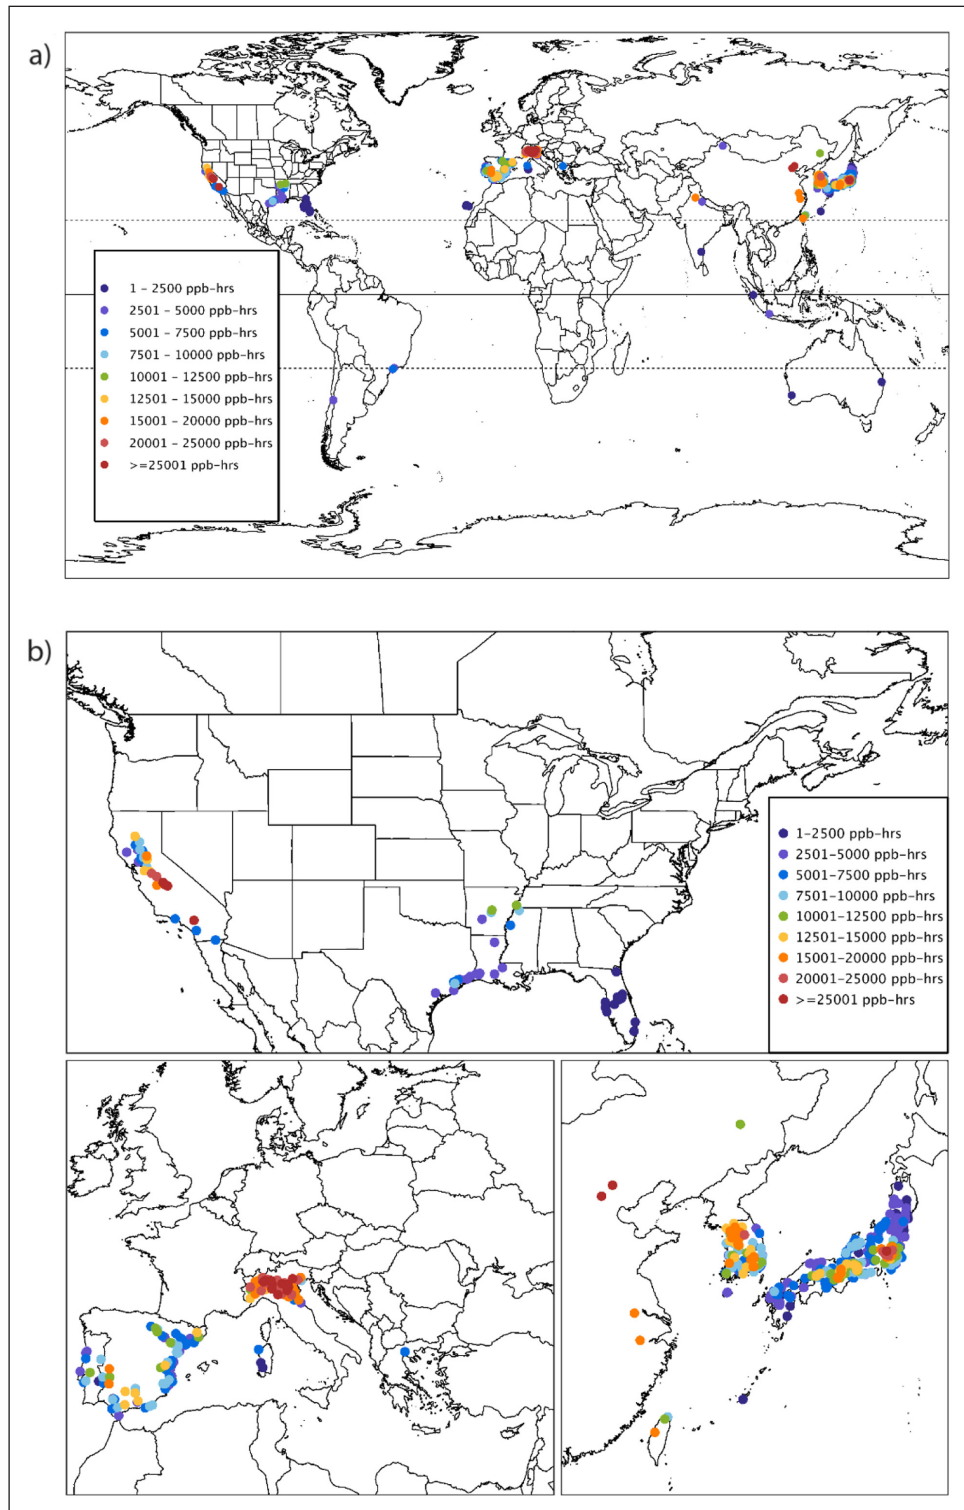 a)
1 – 2500 ppb–hrs
2501 – 5000 ppb–hrs
5001 – 7500 ppb–hrs
7501 – 10000 ppb–hrs
10001 – 12500 ppb–hrs
12501 – 15000 ppb–hrs
15001 – 20000 ppb–hrs
20001 – 25000 ppb–hrs
>=25001 ppb–hrs
b)
1–2500 ppb–hrs
2501–5000 ppb–hrs
5001–7500 ppb–hrs
7501–10000 ppb–hrs
10001–12500 ppb–hrs
12501–15000 ppb–hrs
15001–20000 ppb–hrs
20001–25000 ppb–hrs
>=25001 ppb–hrs